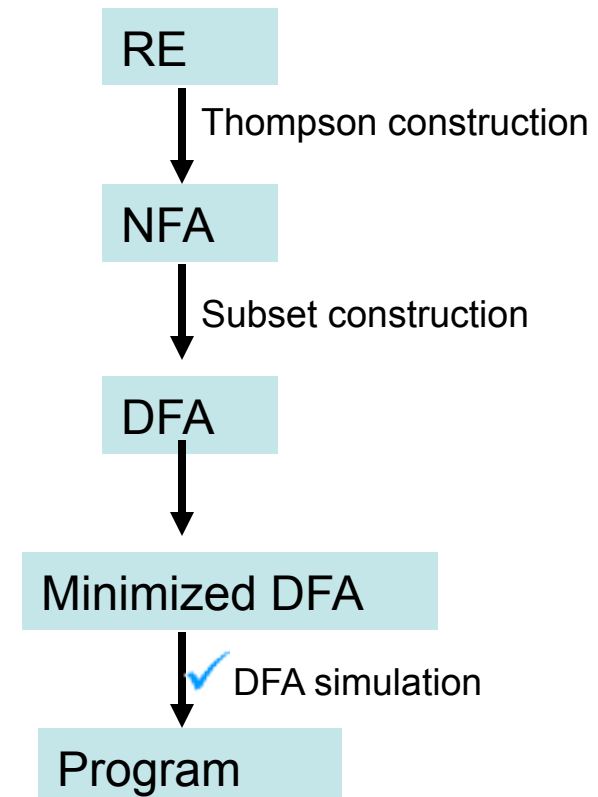 RE
Thompson construction
NFA
Subset construction
DFA
Minimized DFA
DFA simulation
Program